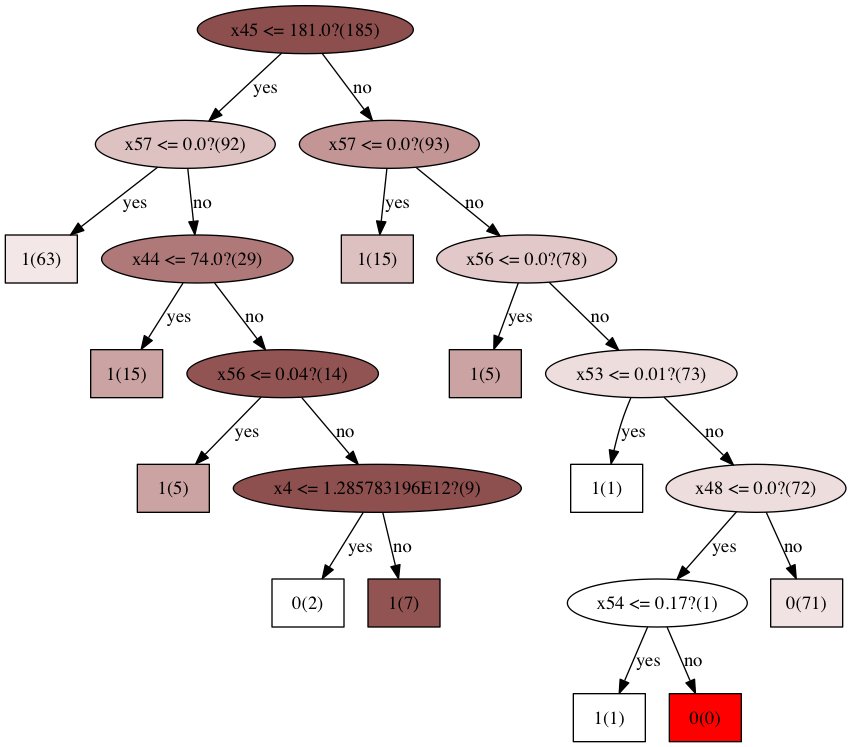 x45 <= 181.0?(185)
yes
no
x57 <= 0.0?(92)
x57 <= 0.0?(93)
yes
no
yes
no
1(63)
x44 <= 74.0?(29)
1(15)
x56 <= 0.0?(78)
yes
no
yes
no
1(15)
x56 <= 0.04?(14)
1(5)
x53 <= 0.01?(73)
yes
no
yes
no
1(5)
x4 <= 1.285783196E12?(9)
1(1)
x48 <= 0.0?(72)
yes
no
yes
no
0(2)
1(7)
x54 <= 0.17?(1)
0(71)
yes
no
1(1)
0(0)